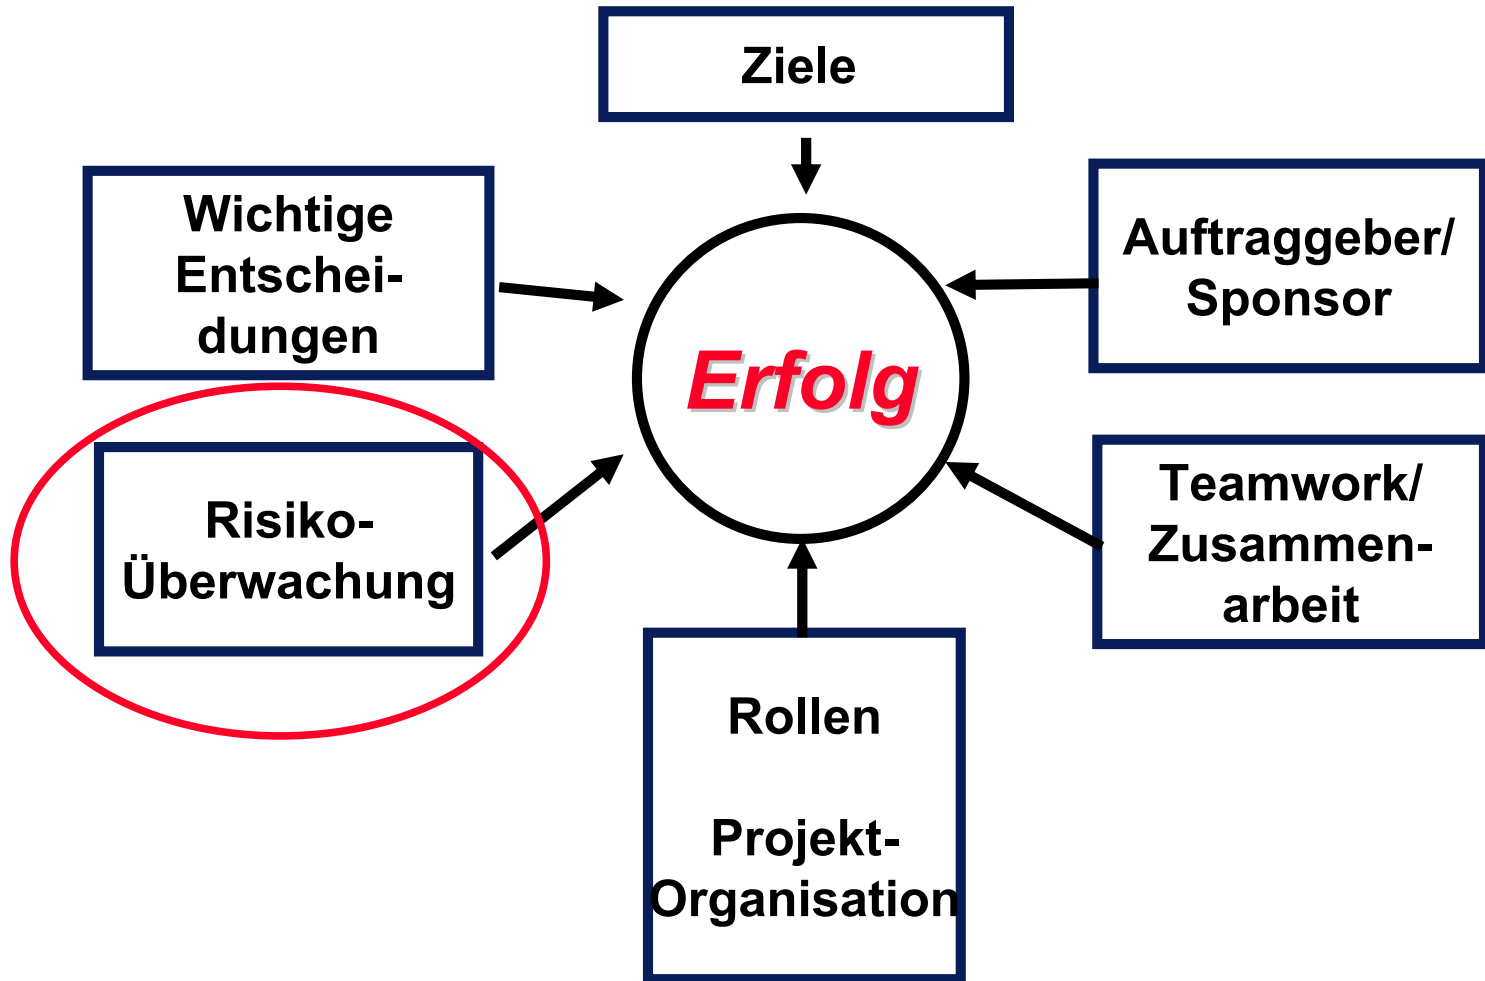 Ziele
Wichtige
Entschei-
dungen
Auftraggeber/
Sponsor
Erfolg
Risiko-
Überwachung
Teamwork/
Zusammen-
arbeit
Rollen
Projekt-
Organisation